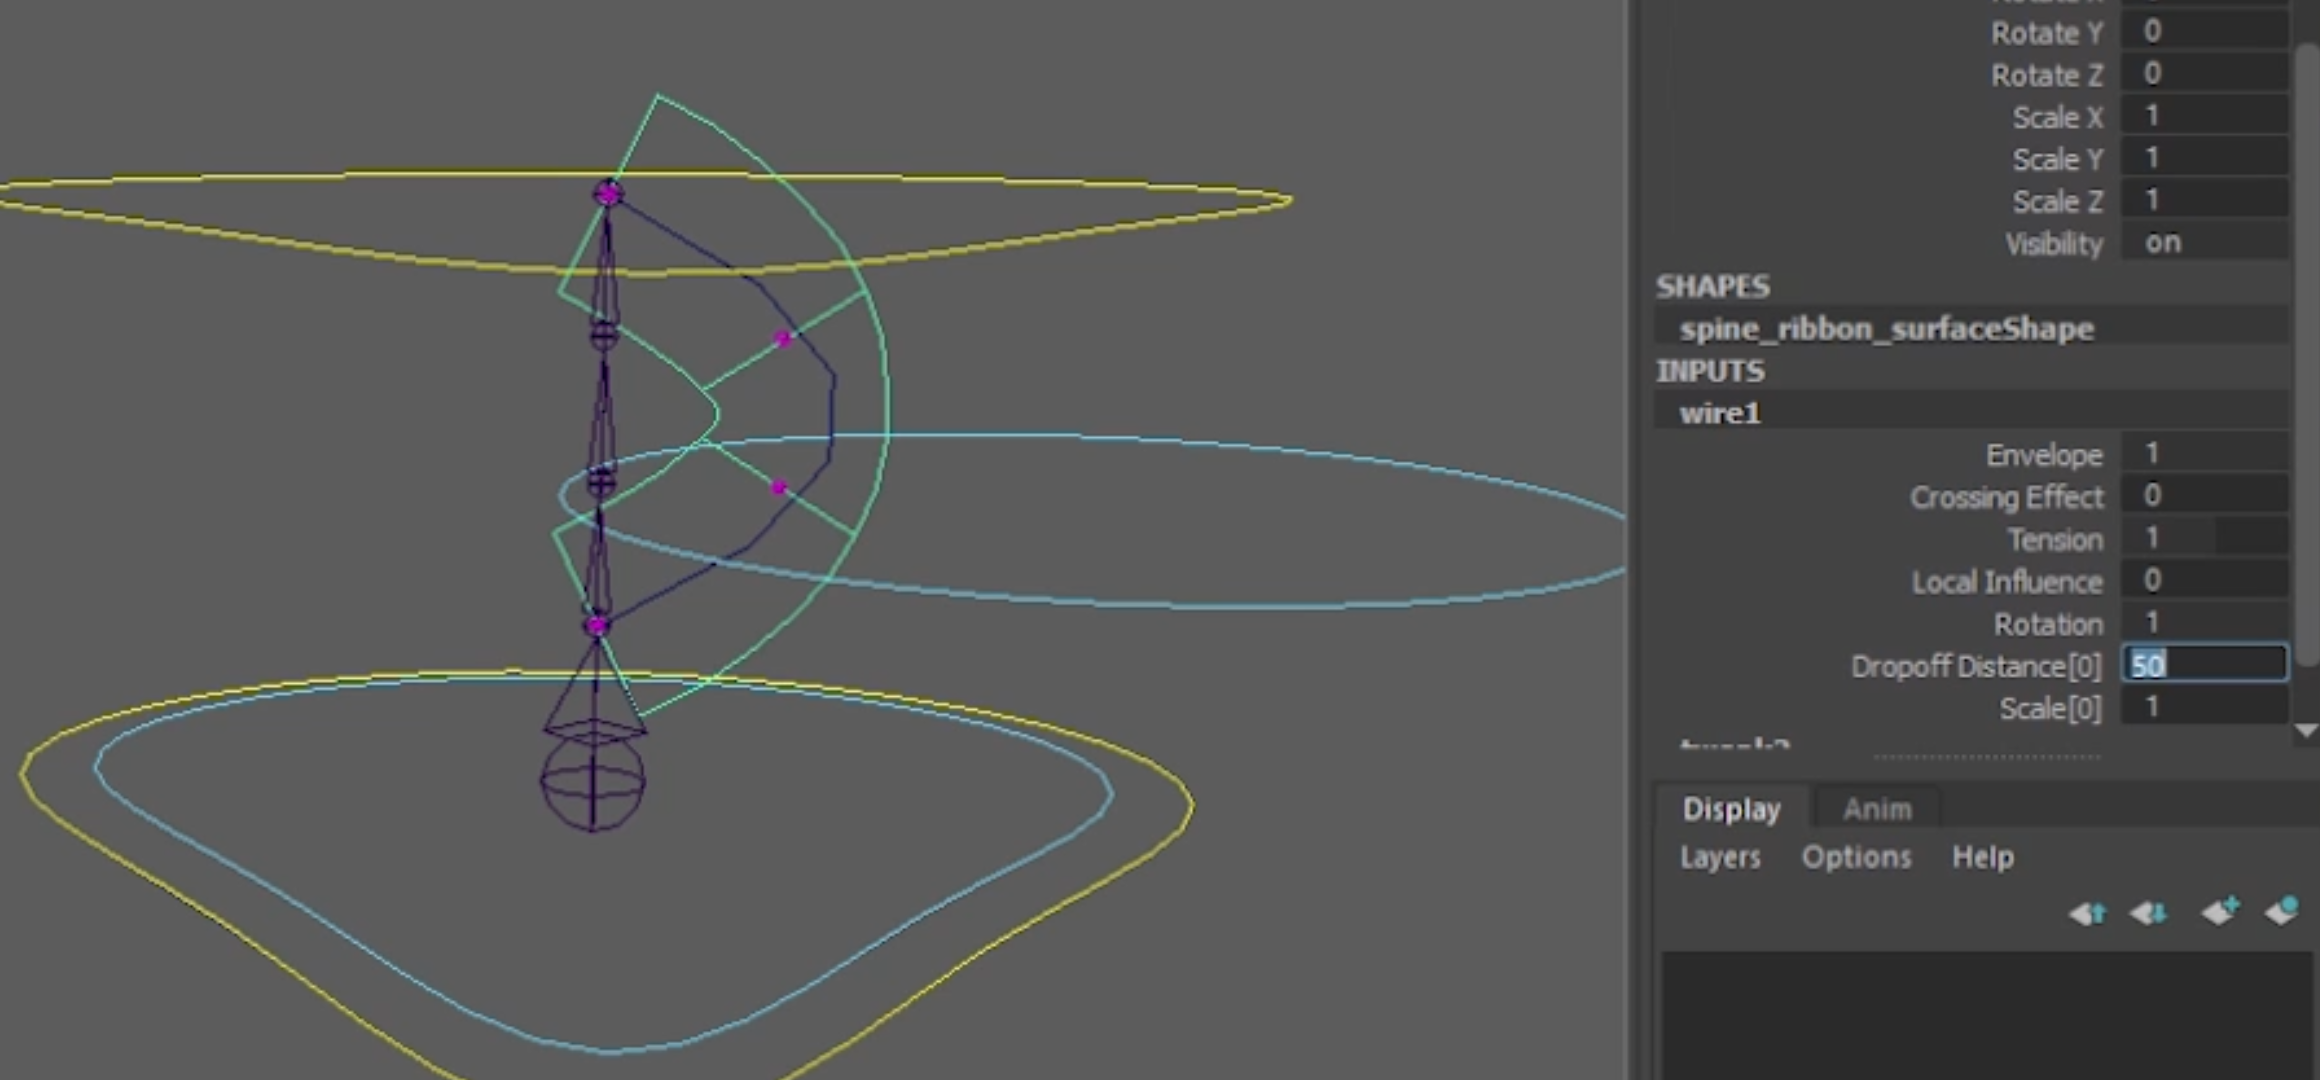 Rotate Y 0
Rotate Z 0
Scale X 1
Scale Y 1
Scale Z 1
Visibility on
SHAPES
spine_ribbon_surfaceShape
INPUTS
wire1
Envelope 1
Crossing Effect 0
Tension 1
Local Influence 0
Rotation 1
Dropoff Distance[0] 50
Scale[0] 1
Display Anim
Layers Options Help